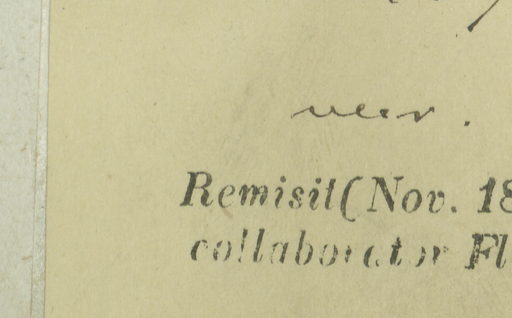 Remisit (Nov. 18
collaborator Fl